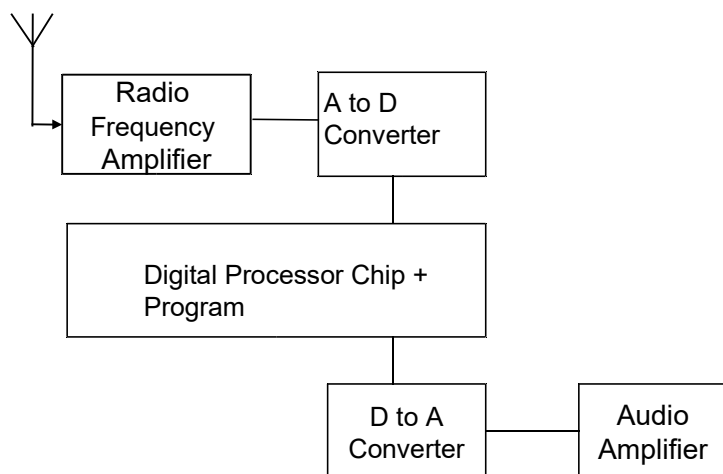 Radio
Frequency
Amplifier
A to D
Converter
Digital Processor Chip +
Program
D to A
Converter
Audio
Amplifier